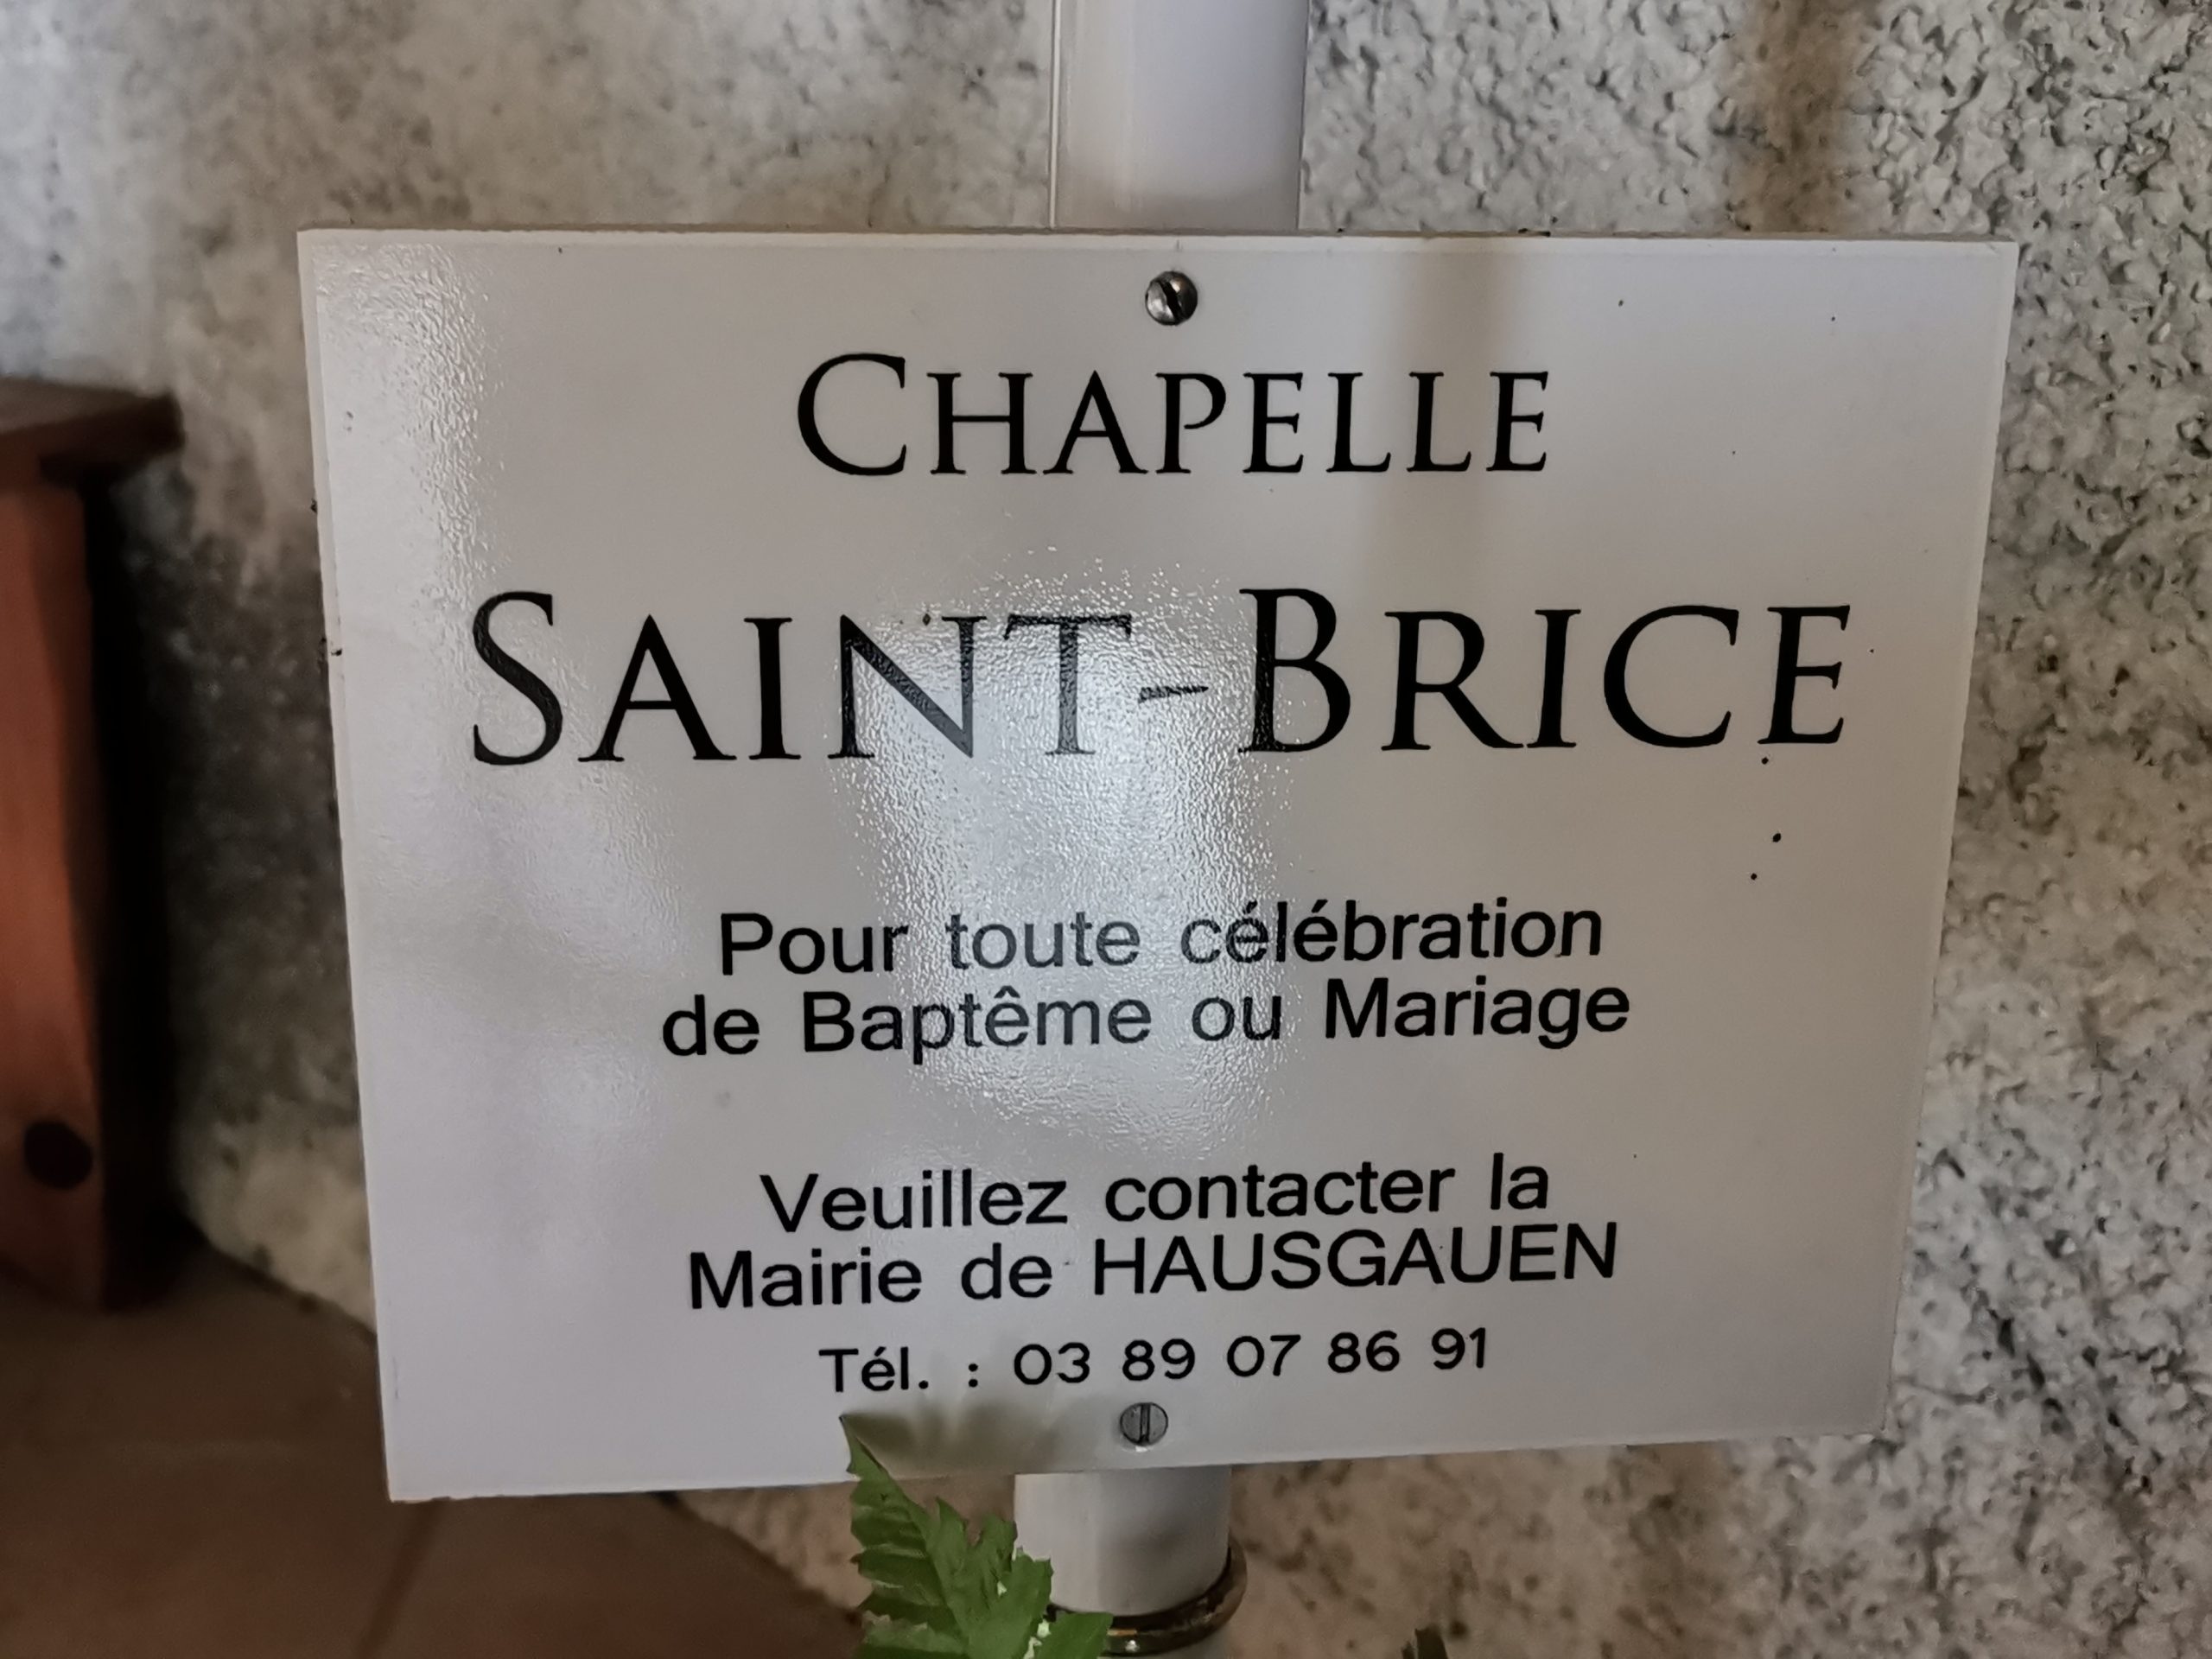 CHAPELLE
SAINT-BRICE
Pour toute célébration
de Baptême ou Mariage
Veuillez contacter la
Mairie de HAUSGAUEN
Tél. : 03 89 07 86 91